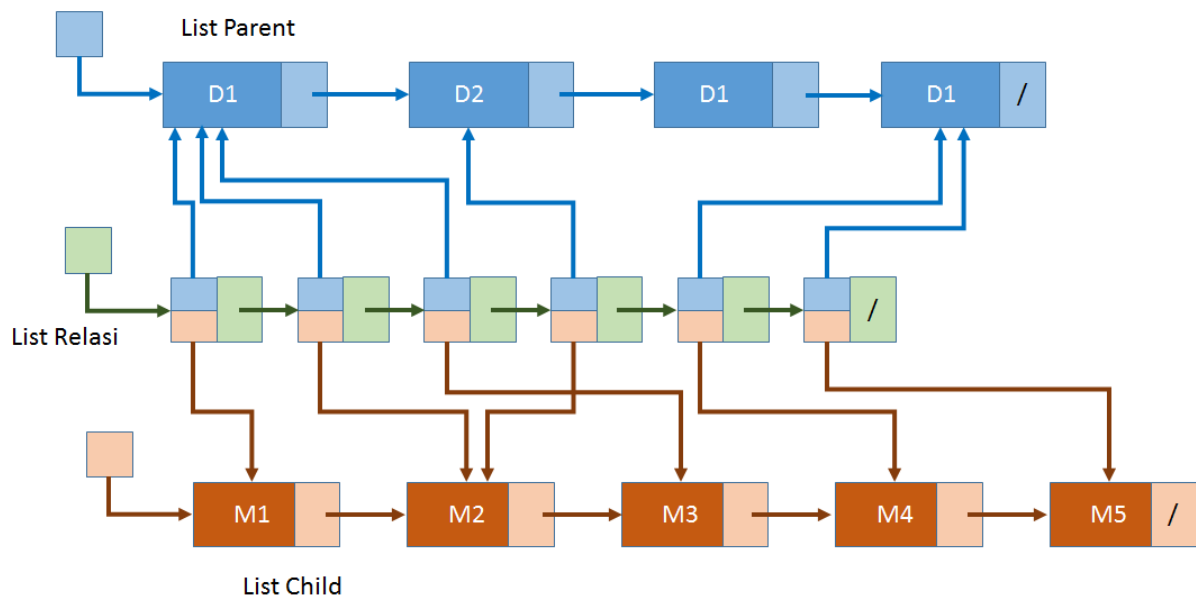 List Parent
D1 D2 D1 D1 /
List Relasi
/
M1 M2 M3 M4 M5 /
List Child